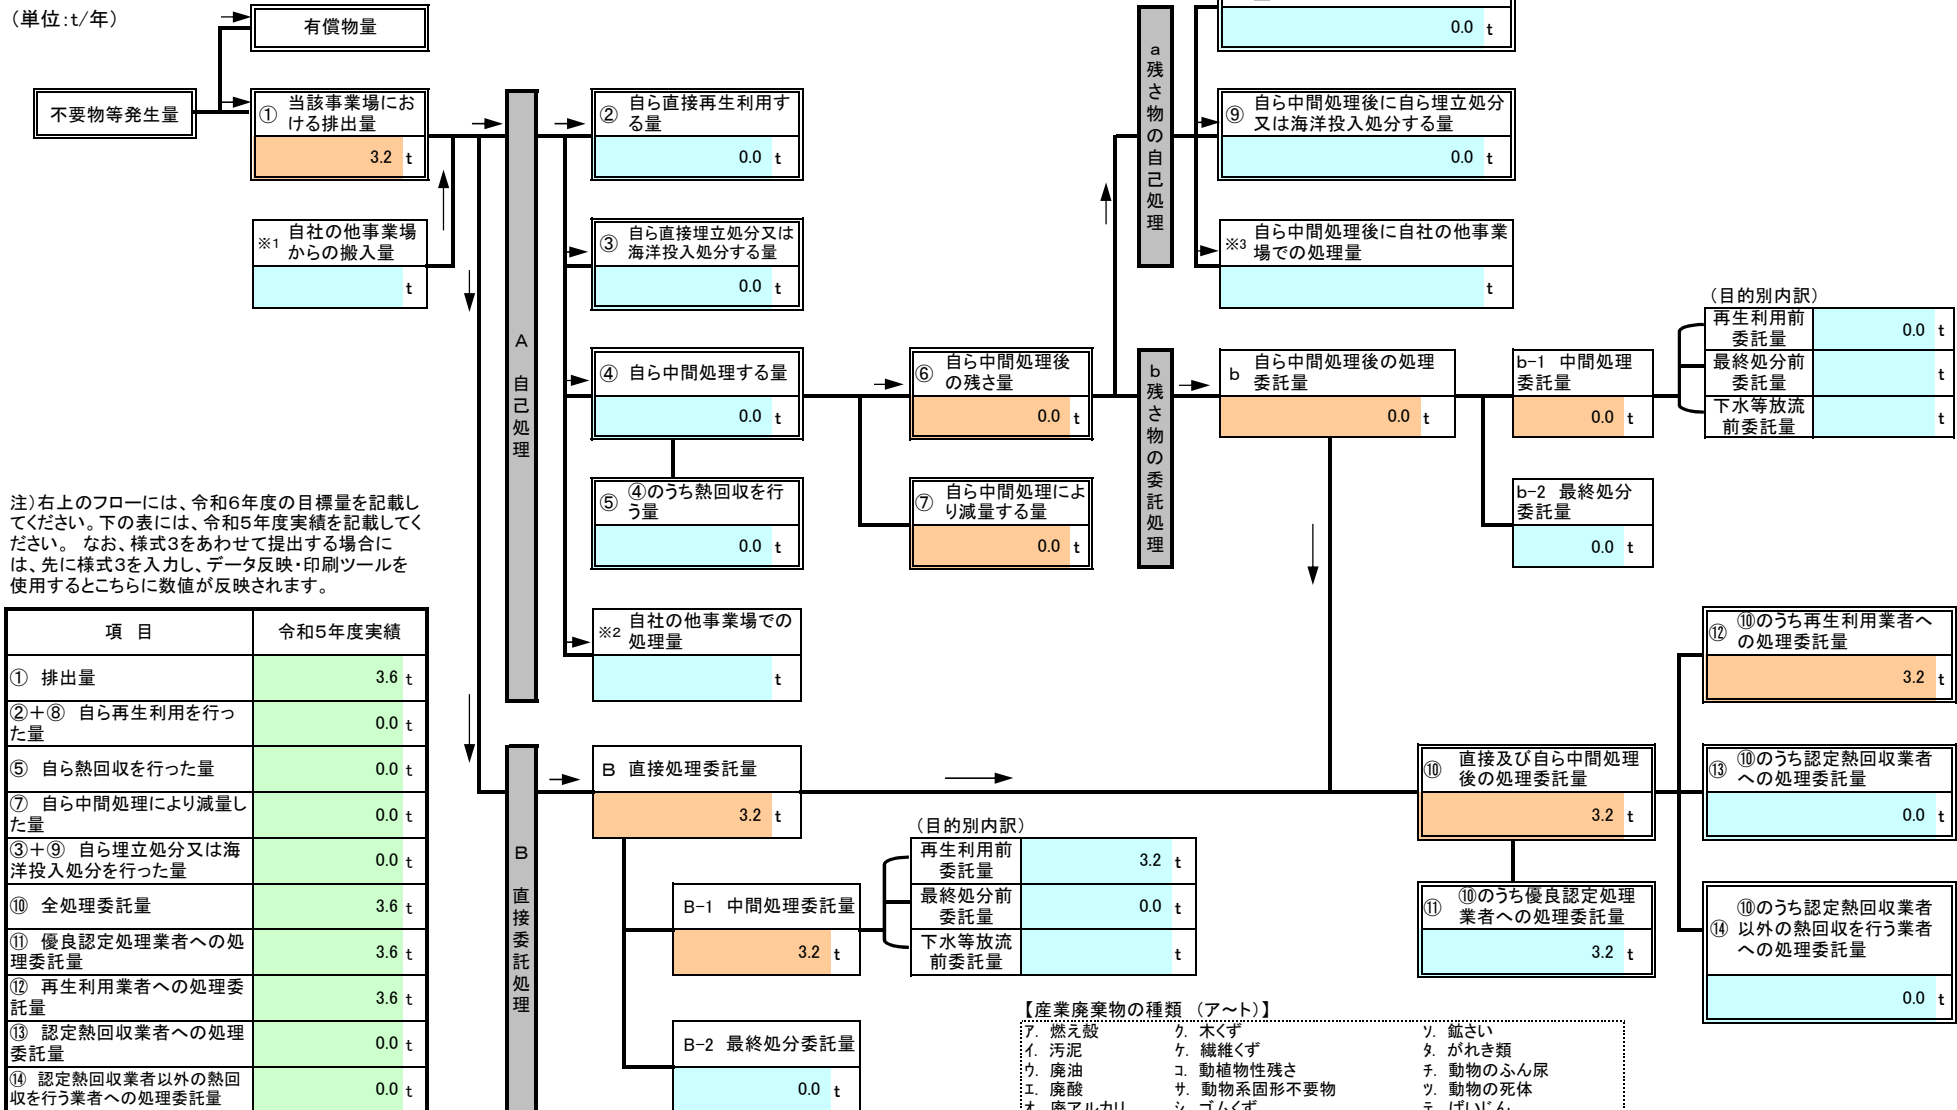 (単位:t/年)
有償物量
不要物等発生量
① 当該事業場にお
ける排出量
3.2 t
※1 自社の他事業場
からの搬入量
t
A 自己処理
② 自ら直接再生利用す
る量
0.0 t
③ 自ら直接埋立処分又は
海洋投入処分する量
0.0 t
④ 自ら中間処理する量
0.0 t
⑤ ④のうち熱回収を行
う量
0.0 t
※2 自社の他事業場での
処理量
t
⑥ 自ら中間処理後
の残さ量
0.0 t
⑦ 自ら中間処理によ
り減量する量
0.0 t
a 残さ物の自己処理
0.0 t
⑨ 自ら中間処理後に自ら埋立処分
又は海洋投入処分する量
0.0 t
※3 自ら中間処理後に自社の他事業
場での処理量
t
b 残さ物の委託処理
b 自ら中間処理後の処理
委託量
0.0 t
b-1 中間処理
委託量
0.0 t
b-2 最終処分
委託量
0.0 t
(目的別内訳)
再生利用前
委託量
0.0 t
最終処分前
委託量
t
下水等放流
前委託量
t
注)右上のフローには、令和6年度の目標量を記載し
てください。下の表には、令和5年度実績を記載してく
ださい。 なお、様式3をあわせて提出する場合に
は、先に様式3を入力し、データ反映・印刷ツールを
使用するとこちらに数値が反映されます。
項 目 令和5年度実績
① 排出量 3.6 t
②+⑧ 自ら再生利用を行っ
た量
0.0 t
⑤ 自ら熱回収を行った量 0.0 t
⑦ 自ら中間処理により減量し
た量
0.0 t
③+⑨ 自ら埋立処分又は海
洋投入処分を行った量
0.0 t
⑩ 全処理委託量 3.6 t
⑪ 優良認定処理業者への処
理委託量
3.6 t
⑫ 再生利用業者への処理委
託量
3.6 t
⑬ 認定熱回収業者への処理
委託量
0.0 t
⑭ 認定熱回収業者以外の熱回
収を行う業者への処理委託量
0.0 t
B 直接委託処理
B 直接処理委託量
3.2 t
B-1 中間処理委託量
3.2 t
B-2 最終処分委託量
0.0 t
(目的別内訳)
再生利用前
委託量
3.2 t
最終処分前
委託量
0.0 t
下水等放流
前委託量
t
⑩ 直接及び自ら中間処理
後の処理委託量
3.2 t
⑪ ⑩のうち優良認定処理
業者への処理委託量
3.2 t
⑫ ⑩のうち再生利用業者へ
の処理委託量
3.2 t
⑬ ⑩のうち認定熱回収業者
への処理委託量
0.0 t
⑭ ⑩のうち認定熱回収業者
以外の熱回収を行う業者
への処理委託量
0.0 t
【産業廃棄物の種類 (ア~ト)】
ア. 燃え殻 ク. 木くず ソ. 鉱さい
イ. 汚泥 ケ. 繊維くず タ. がれき類
ウ. 廃油 コ. 動植物性残さ チ. 動物のふん尿
エ. 廃酸 サ. 動物系固形不要物 ツ. 動物の死体
オ. 廃アルカリ シ. ゴムくず テ. ばいじん